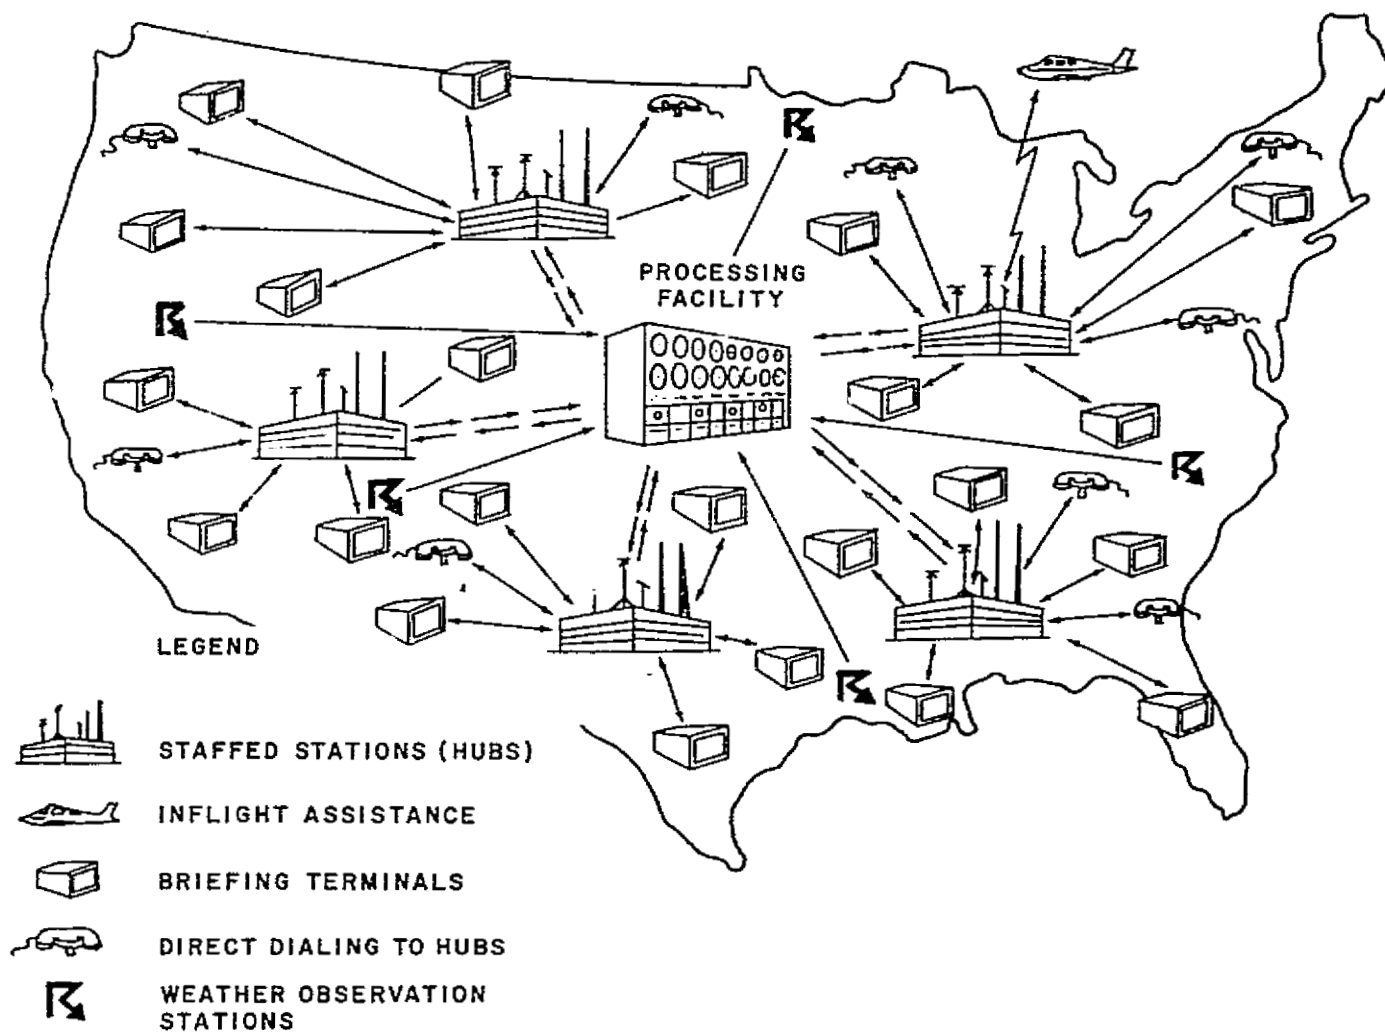 PROCESSING
FACILITY
LEGEND
STAFFED STATIONS (HUBS)
INFLIGHT ASSISTANCE
BRIEFING TERMINALS
DIRECT DIALING TO HUBS
WEATHER OBSERVATION
STATIONS